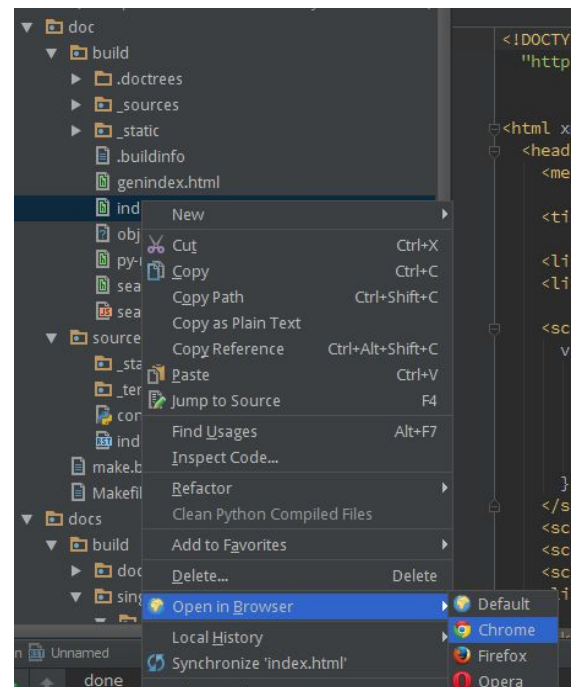 doc
build
.doctrees
_sources
_static
.buildinfo
genindex.html
ind
obj
py-
sea
sea
source
_sta
_ter
con
ind
make.b
Makefil
docs
build
doc
sing
n Unnamed
done
New
Cut Ctrl+X
Copy Ctrl+C
Copy Path Ctrl+Shift+C
Copy as Plain Text
Copy Reference Ctrl+Alt+Shift+C
Paste Ctrl+V
Jump to Source F4
Find Usages Alt+F7
Inspect Code...
Refactor
Clean Python Compiled Files
Add to Favorites
Delete... Delete
Open in Browser
Local History
Synchronize 'index.html'
Default
Chrome
Firefox
Opera
<!DOCTY
"http
<html x
<head
<me
<ti
<li
<li
<sc
v
}
</s
<sc
<sc
<sc